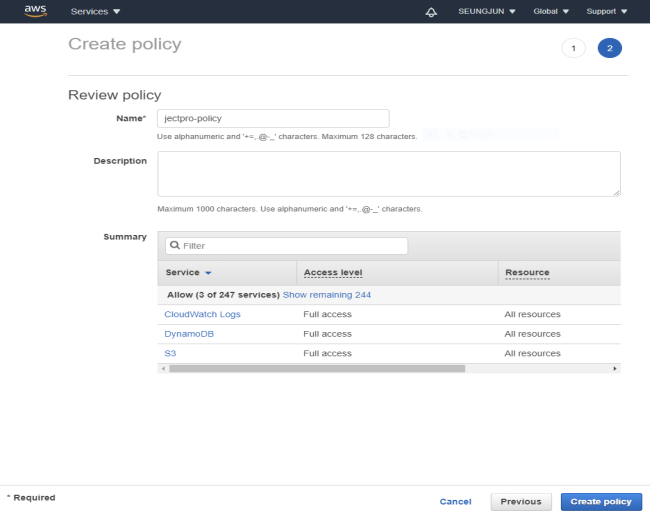 aws Services SEUNGJUN Global Support
Create policy 1 2
Review policy
Name* jectpro-policy
Use alphanumeric and '+=,.@-_' characters. Maximum 128 characters.
Description
Maximum 1000 characters. Use alphanumeric and '+=,.@-_' characters.
Summary Filter
Service Access level Resource
Allow (3 of 247 services) Show remaining 244
CloudWatch Logs Full access All resources
DynamoDB Full access All resources
S3 Full access All resources
* Required Cancel Previous Create policy